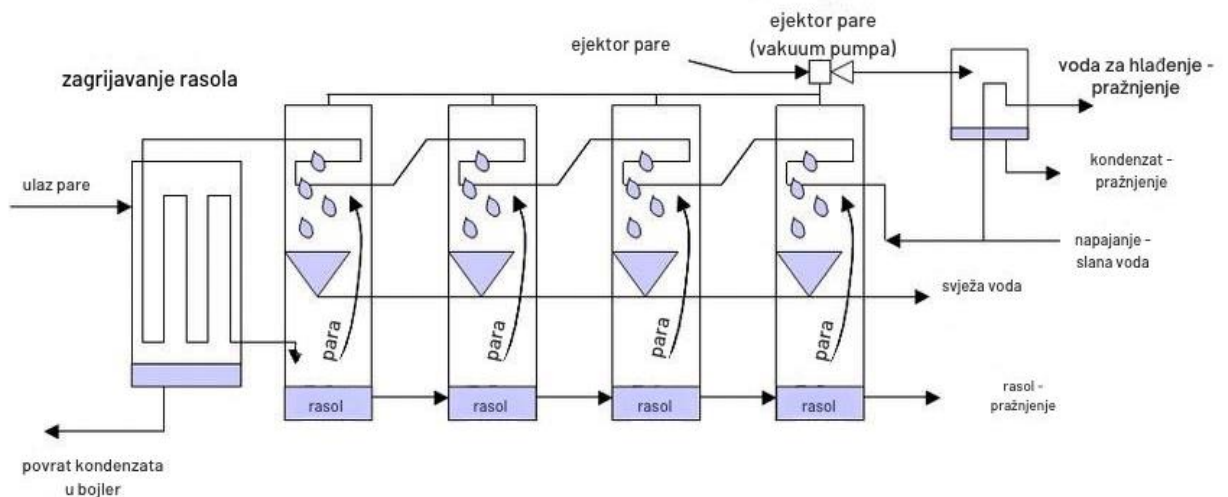 ejektor pare
ejektor pare
(vakuum pumpa)
voda za hlađenje -
pražnjenje
zagrijavanje rasola
kondenzat -
pražnjenje
ulaz pare
napajanje -
slana voda
svježa voda
para
para
para
para
rasol
rasol
rasol
rasol
rasol -
pražnjenje
povrat kondenzata
u bojler